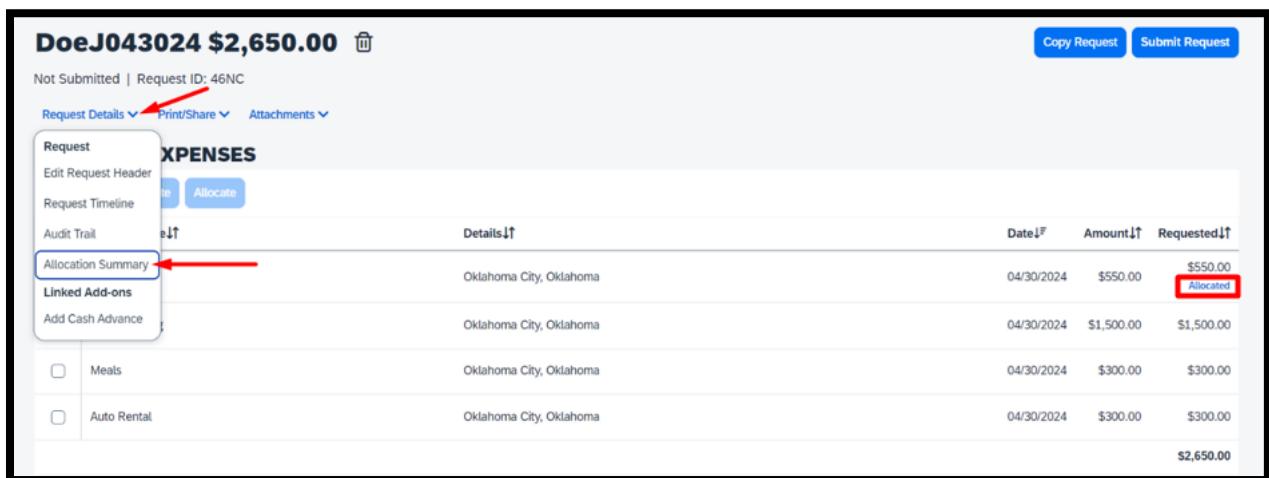 DoeJ043024 $2,650.00
Copy Request Submit Request
Not Submitted | Request ID: 46NC
Request Details Print/Share Attachments
Request
XPENSES
Edit Request Header
Allocate
Request Timeline
Audit Trail
Details Date Amount Requested
Allocation Summary
Oklahoma City, Oklahoma 04/30/2024 $550.00 $550.00
Allocated
Linked Add-ons
Add Cash Advance
Oklahoma City, Oklahoma 04/30/2024 $1,500.00 $1,500.00
Meals Oklahoma City, Oklahoma 04/30/2024 $300.00 $300.00
Auto Rental Oklahoma City, Oklahoma 04/30/2024 $300.00 $300.00
$2,650.00